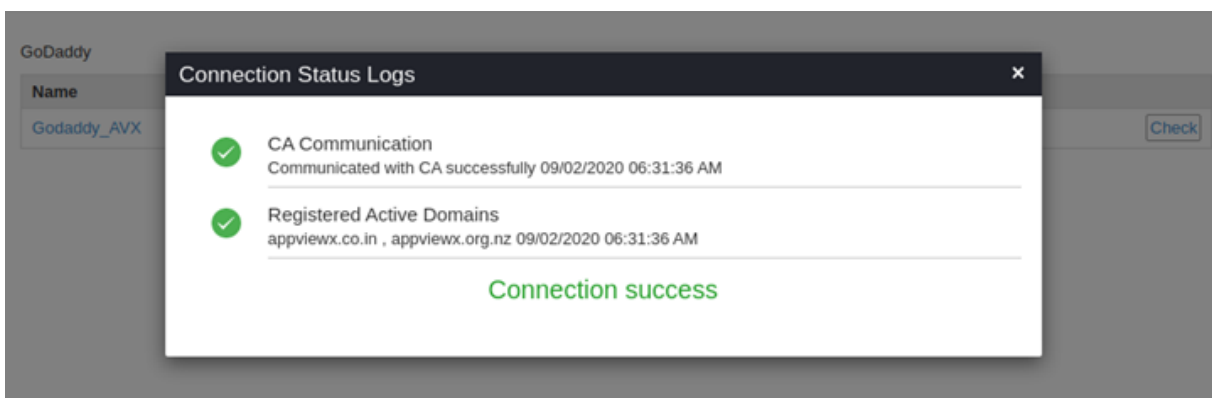 GoDaddy
Connection Status Logs ×
Name
Godaddy_AVX
Check
CA Communication
Communicated with CA successfully 09/02/2020 06:31:36 AM
Registered Active Domains
appviewx.co.in , appviewx.org.nz 09/02/2020 06:31:36 AM
Connection success